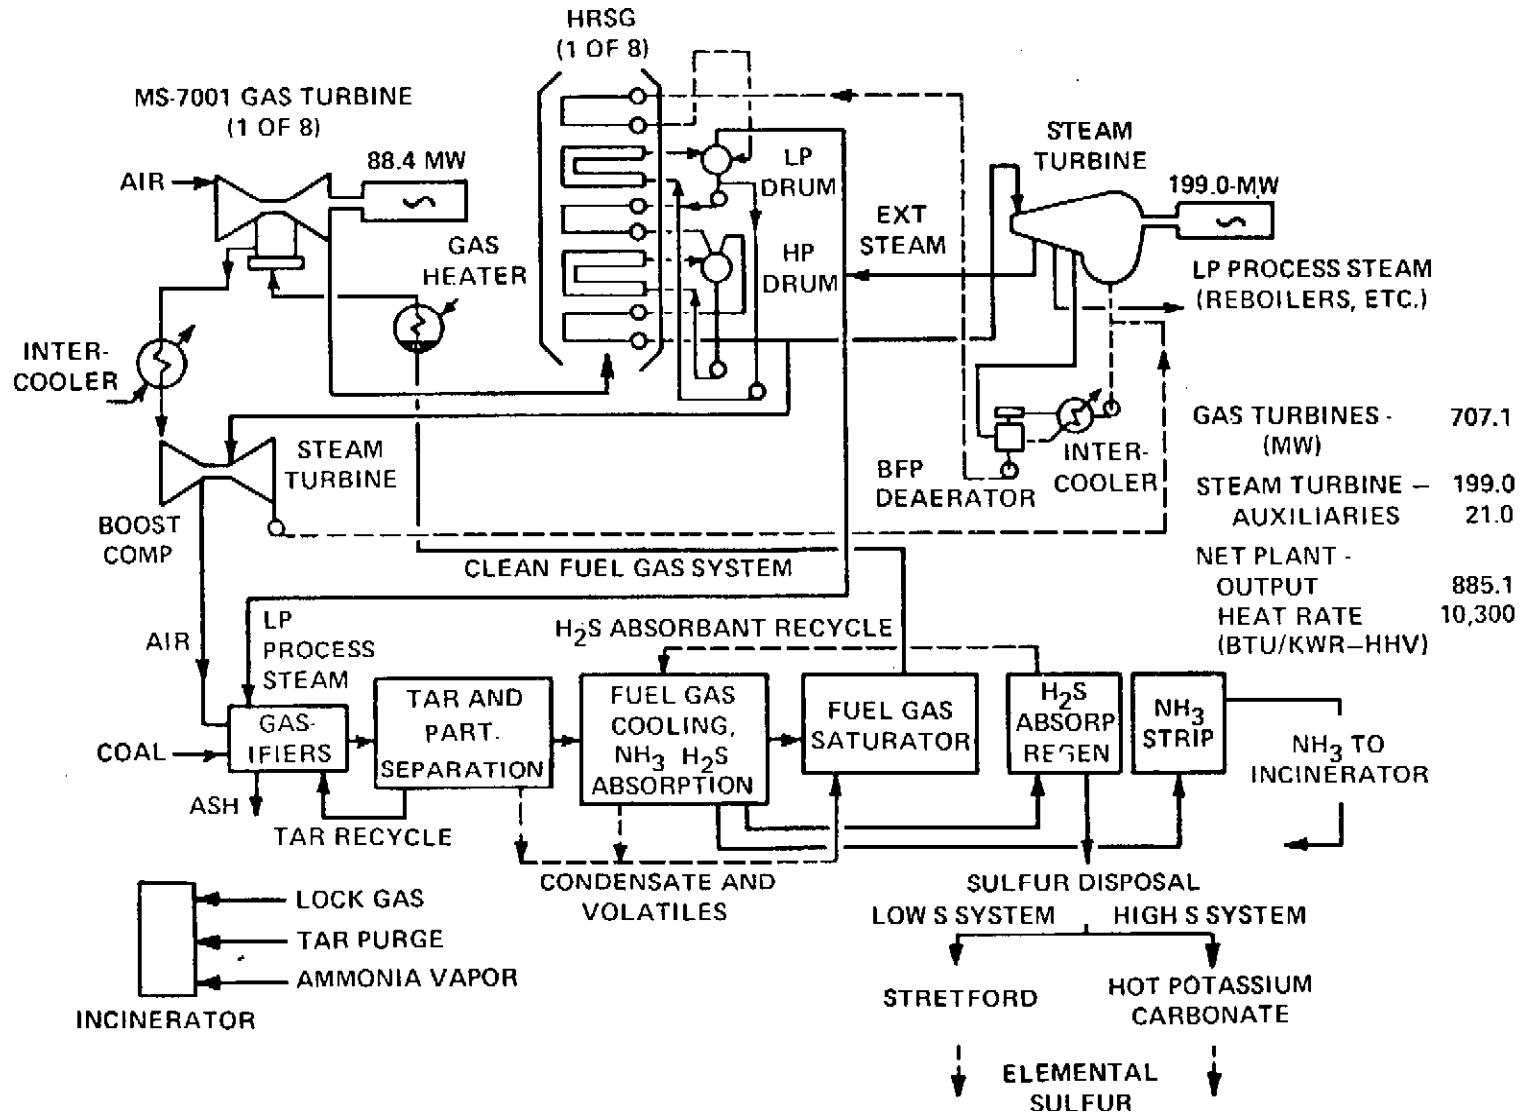 HRSG
(1 OF 8)
MS-7001 GAS TURBINE
(1 OF 8)
88.4 MW
AIR
GAS
HEATER
INTER-
COOLER
LP
DRUM
HP
DRUM
EXT
STEAM
STEAM
TURBINE
199.0-MW
LP PROCESS STEAM
(REBOILERS, ETC.)
STEAM
TURBINE
BOOST
COMP
BFP
DEAERATOR
INTER-
COOLER
GAS TURBINES - 707.1
(MW)
STEAM TURBINE – 199.0
AUXILIARIES 21.0
NET PLANT -
OUTPUT 885.1
HEAT RATE 10,300
(BTU/KWR–HHV)
CLEAN FUEL GAS SYSTEM
AIR
LP
PROCESS
STEAM
H2S ABSORBANT RECYCLE
COAL
GAS-
IFIERS
ASH
TAR AND
PART.
SEPARATION
TAR RECYCLE
FUEL GAS
COOLING,
NH3 H2S
ABSORPTION
FUEL GAS
SATURATOR
H2S
ABSORP
REGEN
NH3
STRIP
NH3 TO
INCINERATOR
CONDENSATE AND
VOLATILES
SULFUR DISPOSAL
LOW S SYSTEM HIGH S SYSTEM
STRETFORD
HOT POTASSIUM
CARBONATE
ELEMENTAL
SULFUR
LOCK GAS
TAR PURGE
AMMONIA VAPOR
INCINERATOR